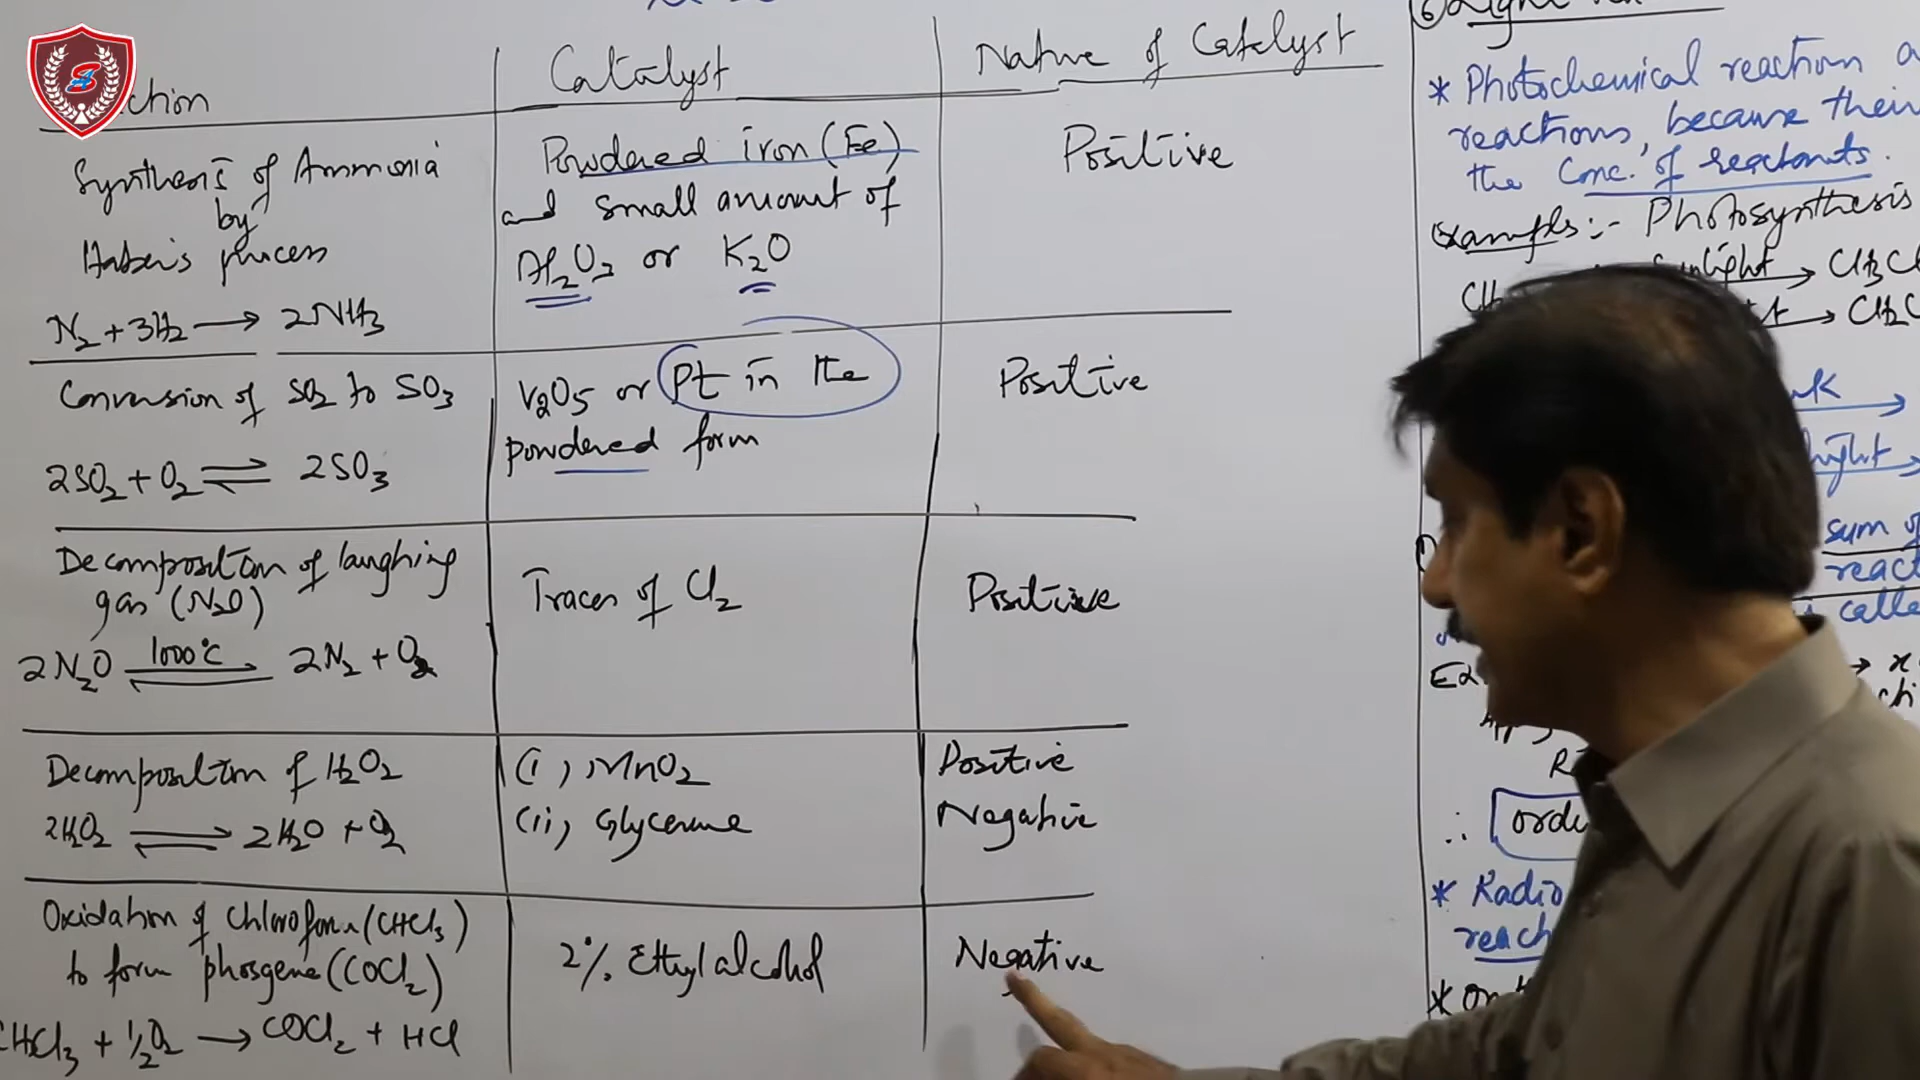 Catalyst
Nature of Catalyst
Synthesis of Ammonia
by
Haber's process
N₂ + 3H₂ → 2NH₃
Powdered iron (Fe)
and small amount of
Al₂O₃ or K₂O
Positive
Conversion of SO₂ to SO₃
2SO₂ + O₂ ⇌ 2SO₃
V₂O₅ or Pt in the
powdered form
Positive
Decomposition of laughing
gas (N₂O)
2N₂O ⇌ 1000°C 2N₂ + O₂
Traces of Cl₂
Positive
Decomposition of H₂O₂
2H₂O₂ ⇌ 2H₂O + O₂
(i) MnO₂
(ii) Glycerine
Positive
Negative
Oxidation of Chloroform (CHCl₃)
to form phosgene (COCl₂)
CHCl₃ + ½O₂ → COCl₂ + HCl
2% Ethyl alcohol
Negative
* Photochemical reaction
reactions, because their
the Conc. of reactants.
Examples :- Photosynthesis
Sunlight → CH₃Cl
→ CH₂C
sum of
react
calle
∴ orde
* Radio
reach
*